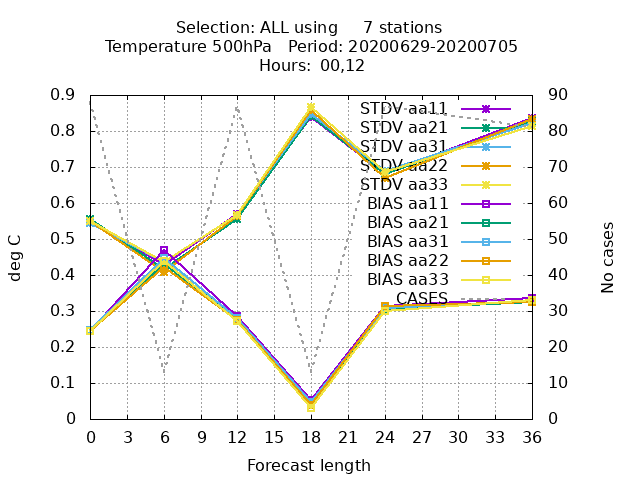 Selection: ALL using     7 stations
Temperature 500hPa   Period: 20200629-20200705
Hours:  00,12
0.9
0.8
0.7
0.6
0.5
0.4
0.3
0.2
0.1
0
deg C
STDV aa11
STDV aa21
STDV aa31
STDV aa22
STDV aa33
BIAS aa11
BIAS aa21
BIAS aa31
BIAS aa22
BIAS aa33
CASES
90
80
70
60
50
40
30
20
10
0
No cases
0 3 6 9 12 15 18 21 24 27 30 33 36
Forecast length